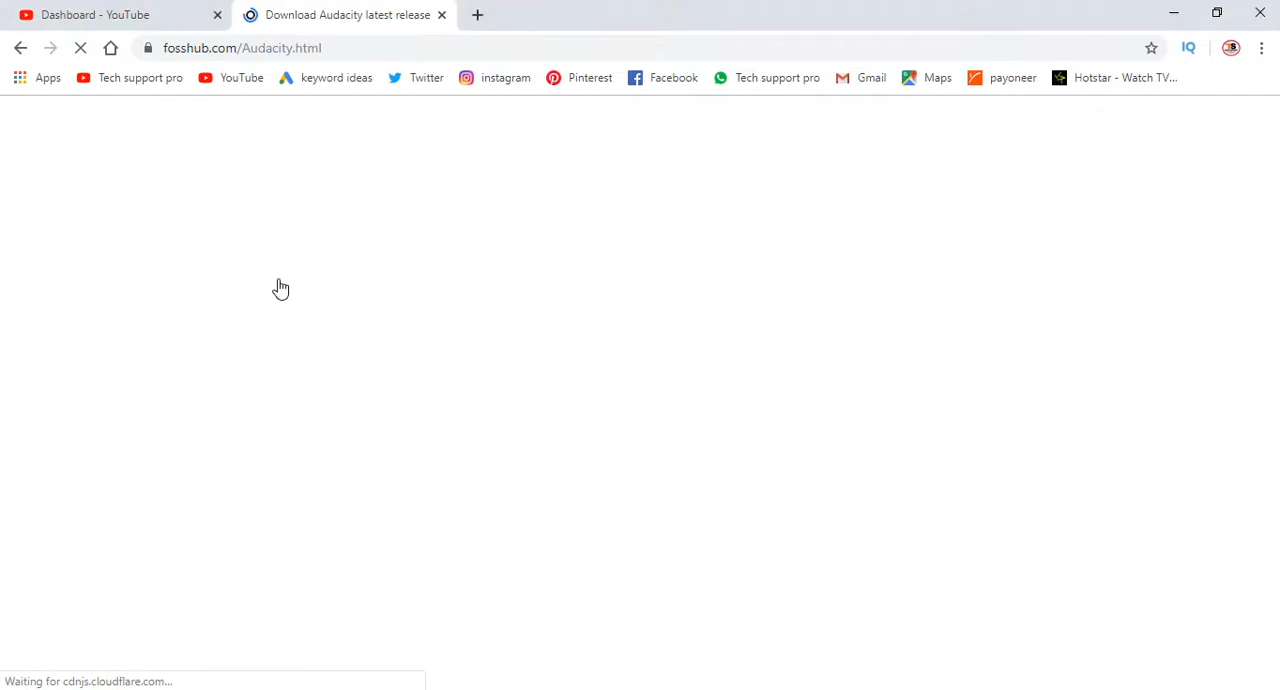 Dashboard - YouTube
Download Audacity latest release
fosshub.com/Audacity.html
IQ
Apps
Tech support pro
YouTube
keyword ideas
Twitter
instagram
Pinterest
Facebook
Tech support pro
Gmail
Maps
payoneer
Hotstar - Watch TV...
Waiting for cdnjs.cloudflare.com...